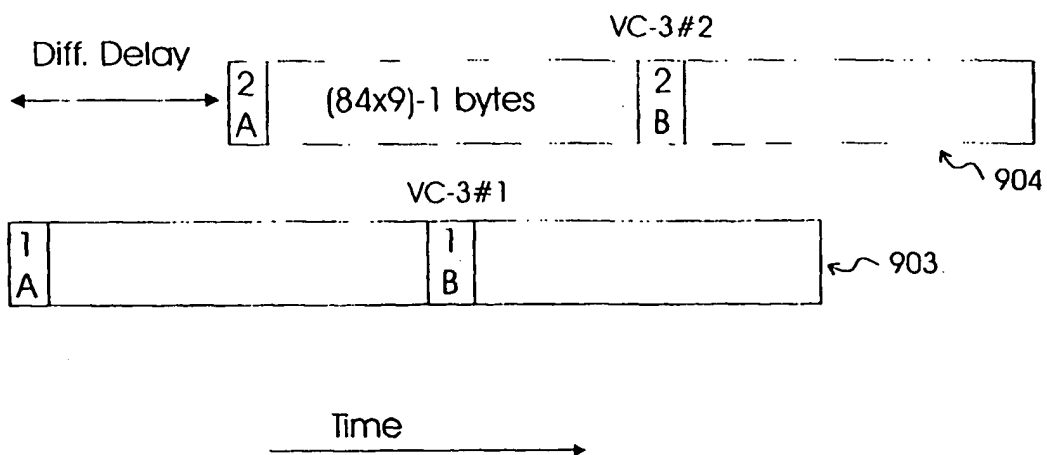 VC-3#2
Diff. Delay
2
A
(84x9)-1 bytes
2
B
904
VC-3#1
1
A
1
B
903
Time